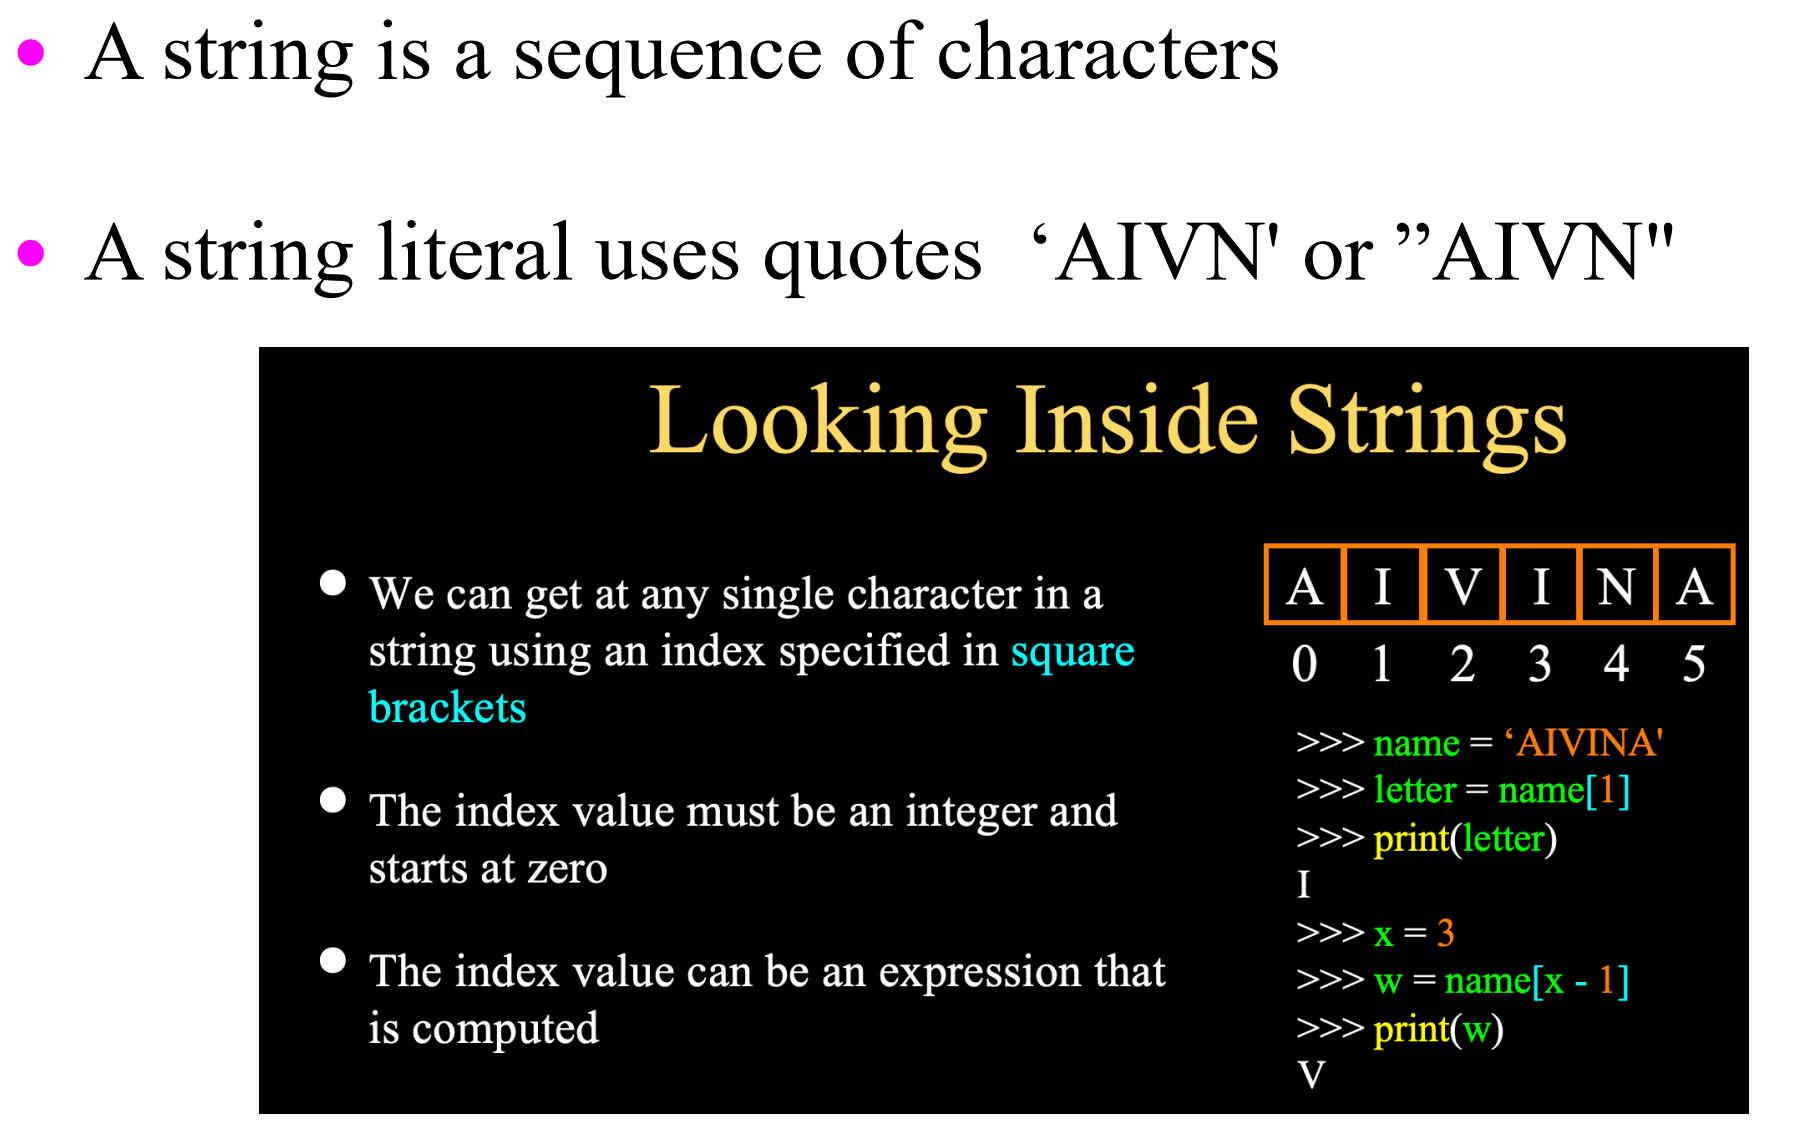 • A string is a sequence of characters
• A string literal uses quotes  ‘AIVN' or ”AIVN"
Looking Inside Strings
• We can get at any single character in a
string using an index specified in square
brackets
• The index value must be an integer and
starts at zero
• The index value can be an expression that
is computed
A I V I N A
0 1 2 3 4 5
>>> name = ‘AIVINA'
>>> letter = name[1]
>>> print(letter)
I
>>> x = 3
>>> w = name[x - 1]
>>> print(w)
V